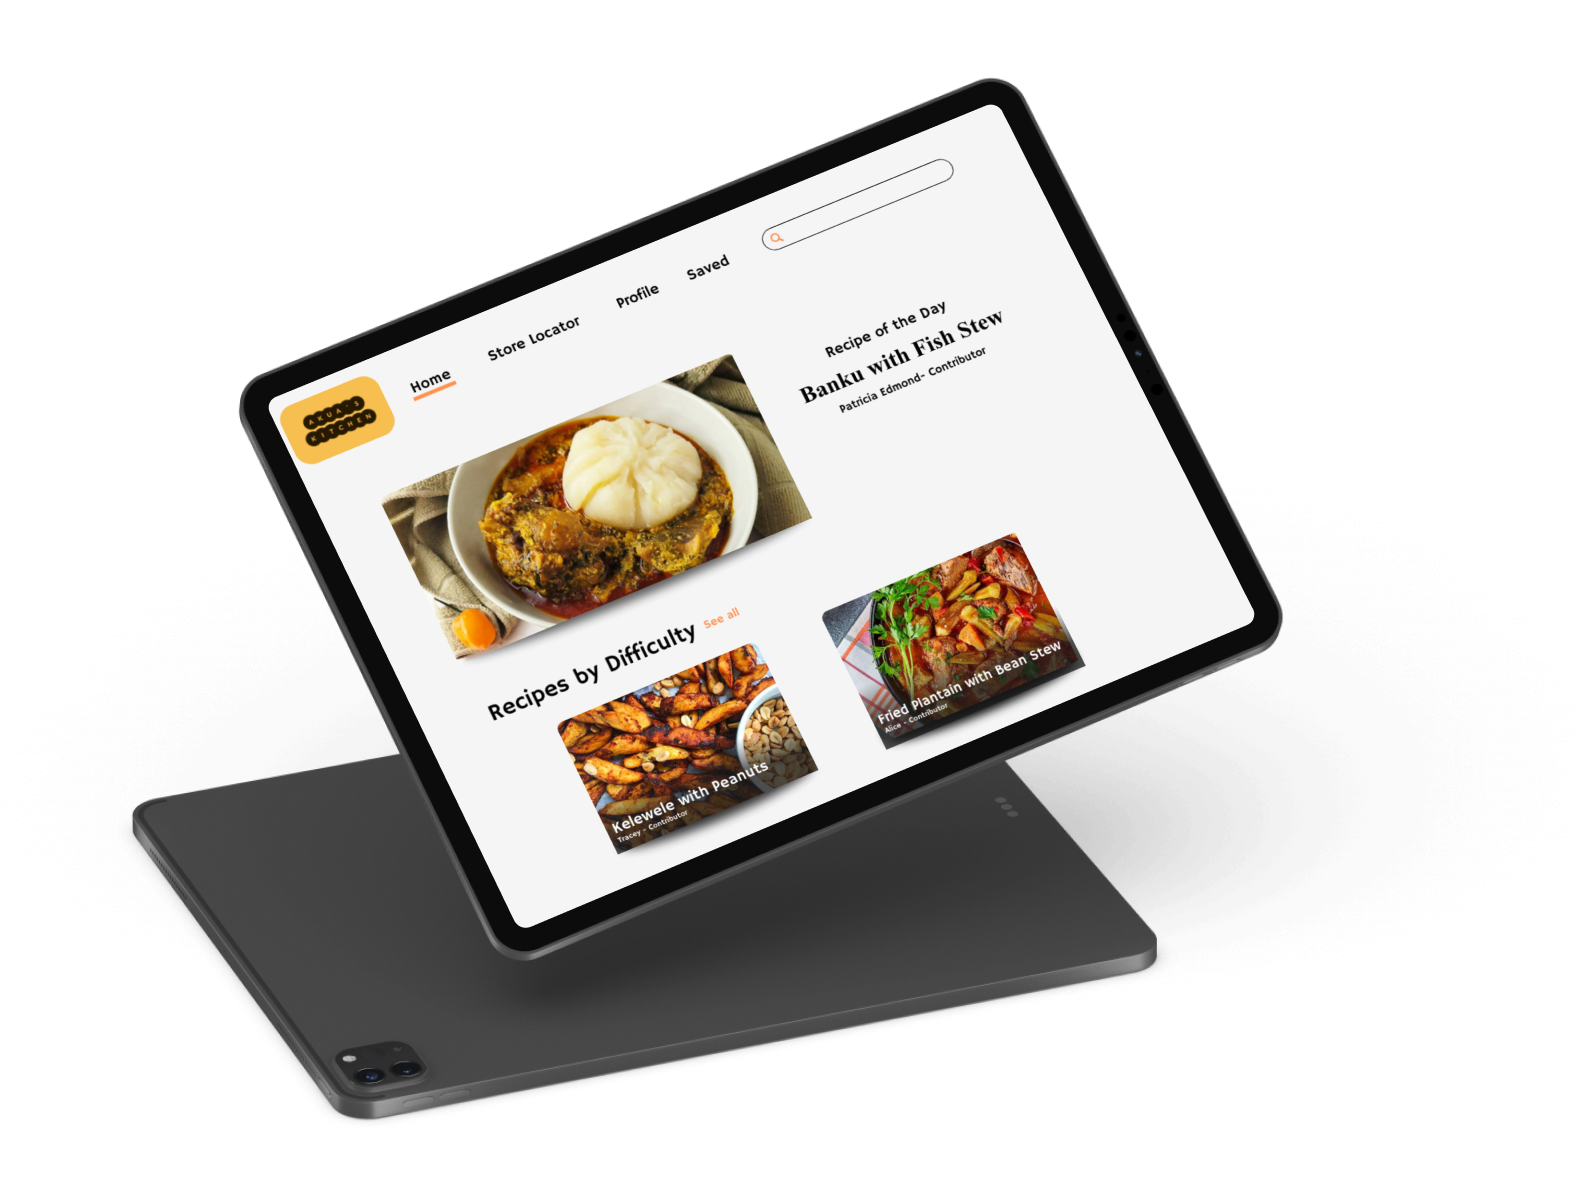 AKUA'S
KITCHEN
Home
Store Locator
Profile
Saved
Recipe of the Day
Banku with Fish Stew
Patricia Edmond- Contributor
Recipes by Difficulty
See all
Kelewele with Peanuts
Tracey - Contributor
Fried Plantain with Bean Stew
Alice - Contributor